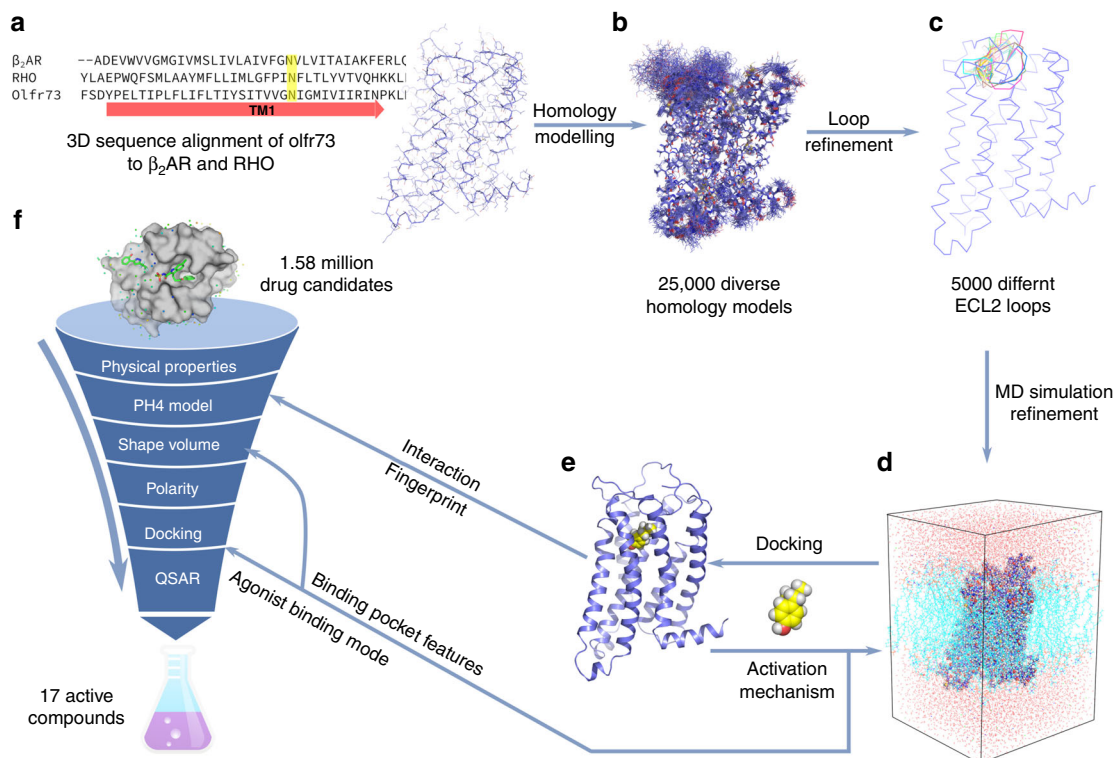 a
β₂AR --ADEVWVVGMGIVMSLIVLAIVFGNVLVITAIAKFERLQ
RHO YLAEPWQFSMLAAYMFLLIMLGFPINFLTLYVTVQHKKLI
Olfr73 FSDYPELTIPLFLIFLTIYSITVVGNIGMIVIIRINPKLI
TM1
3D sequence alignment of olfr73
to β₂AR and RHO
Homology
modelling
b
25,000 diverse
homology models
Loop
refinement
c
5000 differnt
ECL2 loops
MD simulation
refinement
d
Docking
Activation
mechanism
e
Interaction
Fingerprint
Binding pocket features
Agonist binding mode
f
1.58 million
drug candidates
Physical properties
PH4 model
Shape volume
Polarity
Docking
QSAR
17 active
compounds